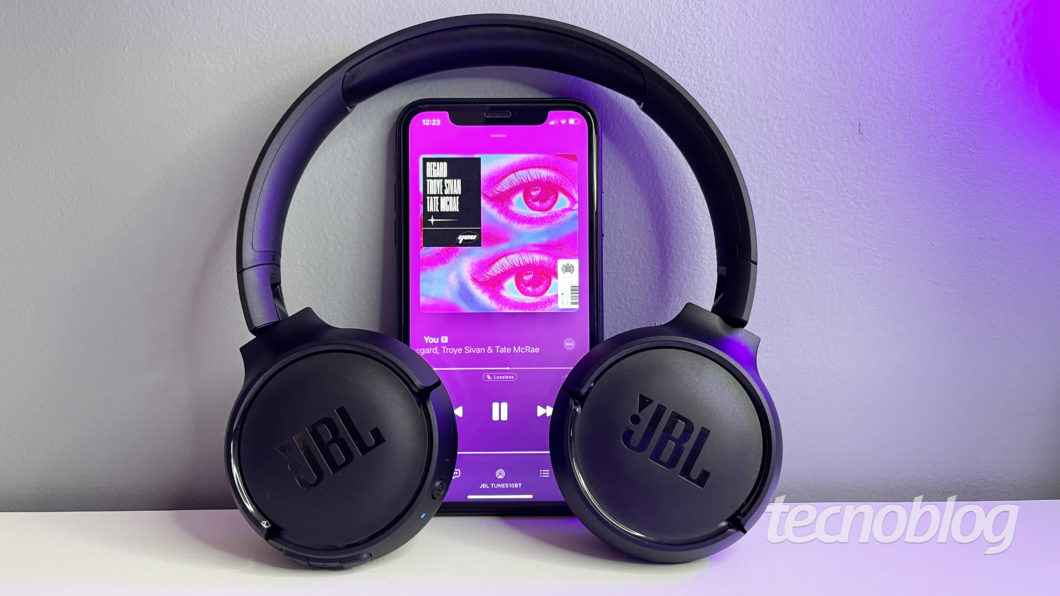 12:23
REGARD
TROYE SIVAN
TATE MCRAE
you
You E
egard, Troye Sivan & Tate McRae
Lossless
JBL TUNE510BT
JBL
JBL
tecnoblog